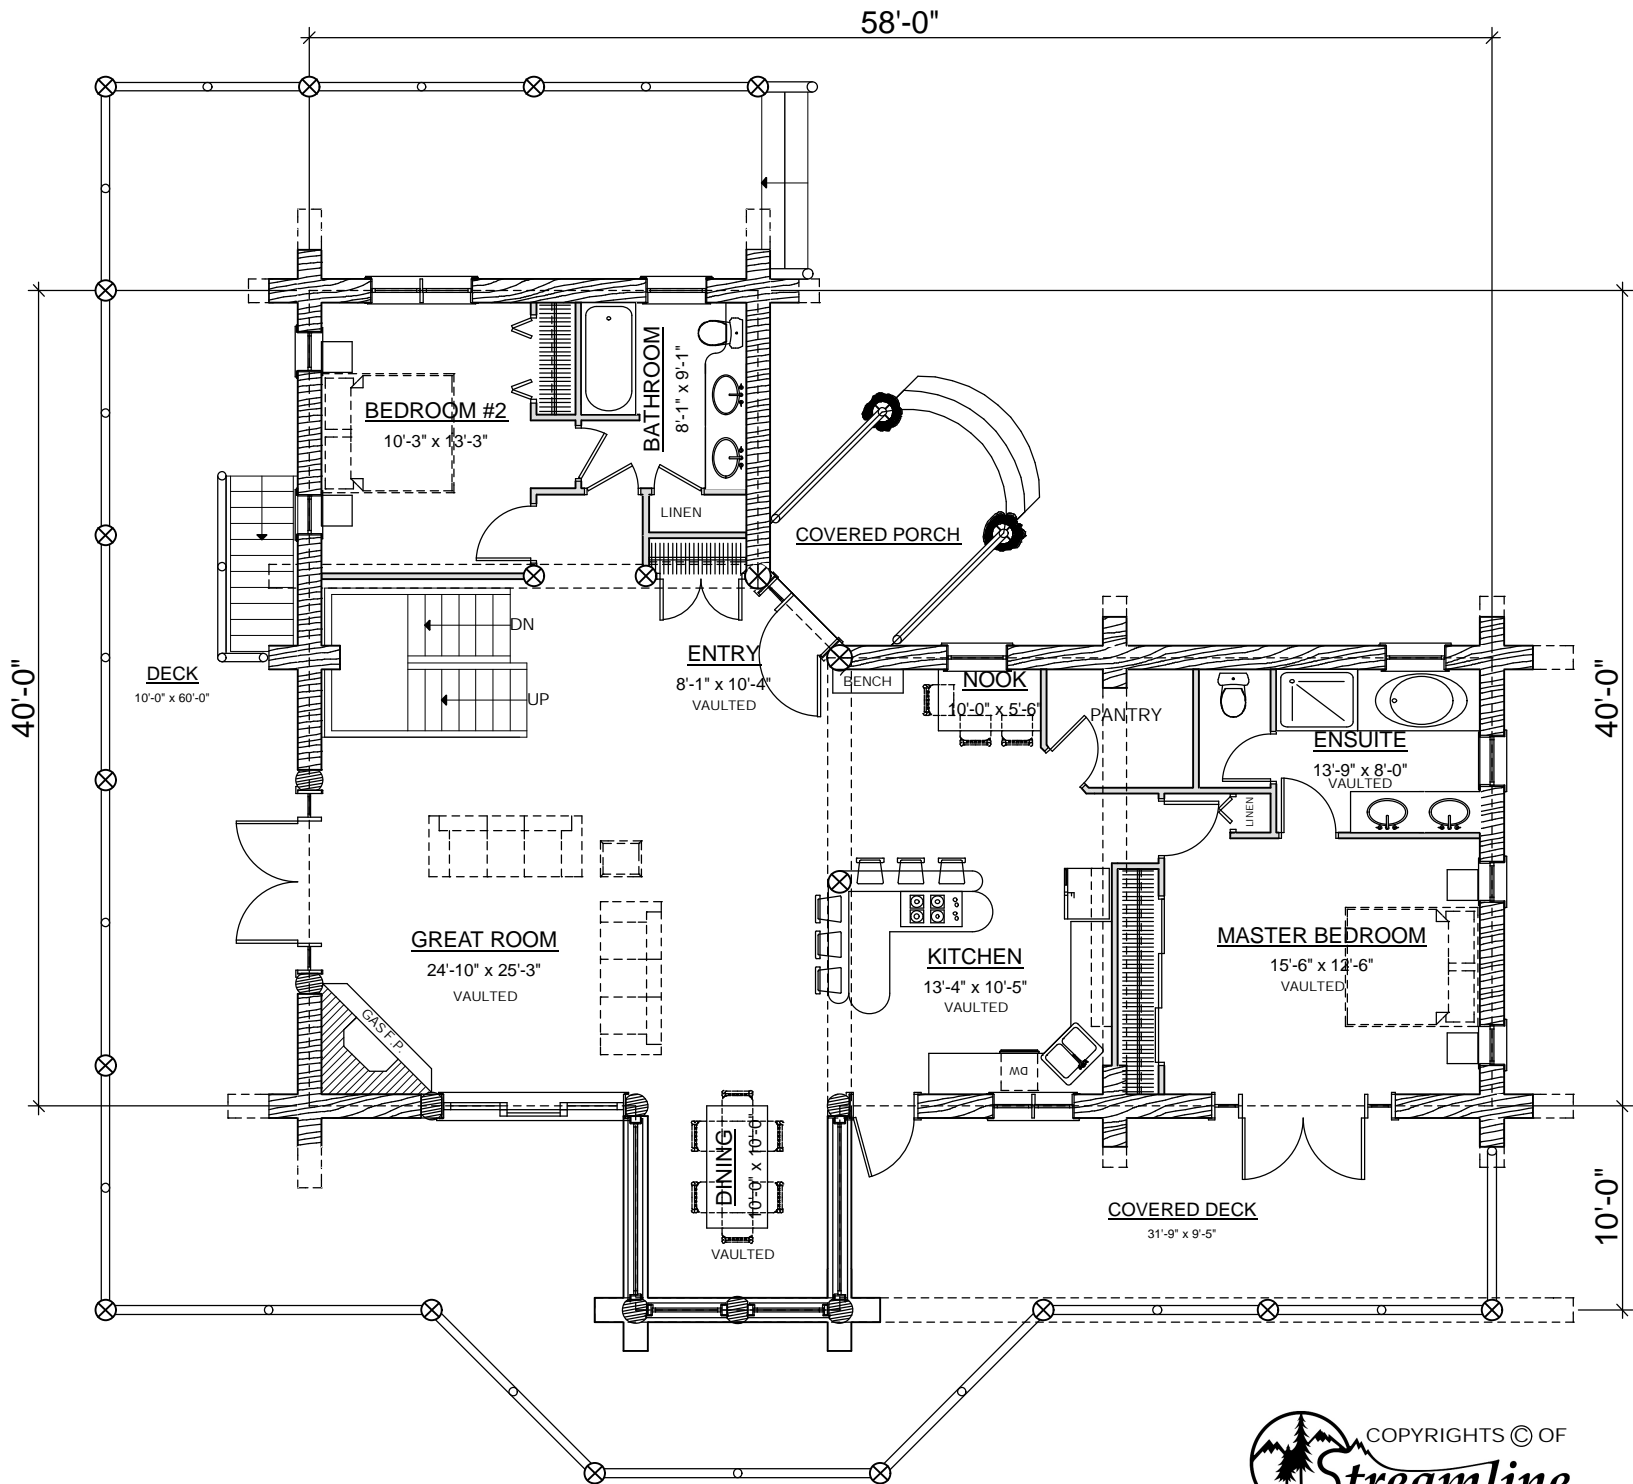 58'-0"
BEDROOM #2
10'-3" x 13'-3"
BATHROOM
8'-1" x 9'-1"
LINEN
COVERED PORCH
DN
UP
DECK
10'-0" x 60'-0"
40'-0"
ENTRY
8'-1" x 10'-4"
VAULTED
BENCH
NOOK
10'-0" x 5'-6"
PANTRY
ENSUITE
13'-9" x 8'-0"
VAULTED
LINEN
40'-0"
GREAT ROOM
24'-10" x 25'-3"
VAULTED
GAS F.P.
F
KITCHEN
13'-4" x 10'-5"
VAULTED
DW
MASTER BEDROOM
15'-6" x 12'-6"
VAULTED
DINING
10'-0" x 10'-0"
VAULTED
COVERED DECK
31'-9" x 9'-5"
10'-0"
COPYRIGHTS © OF
Streamline